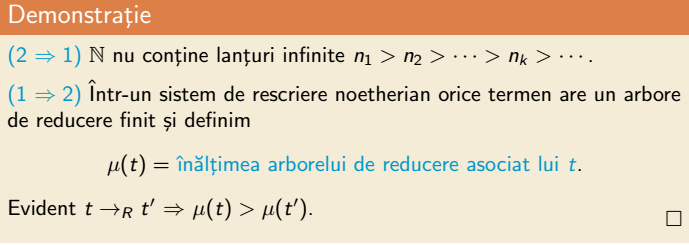 Demonstrație
(2 ⇒ 1) ℕ nu conține lanțuri infinite n₁ > n₂ > ⋯ > nₖ > ⋯.
(1 ⇒ 2) Într-un sistem de rescriere noetherian orice termen are un arbore
de reducere finit și definim
μ(t) = înălțimea arborelui de reducere asociat lui t.
Evident t →_R t′ ⇒ μ(t) > μ(t′).
□